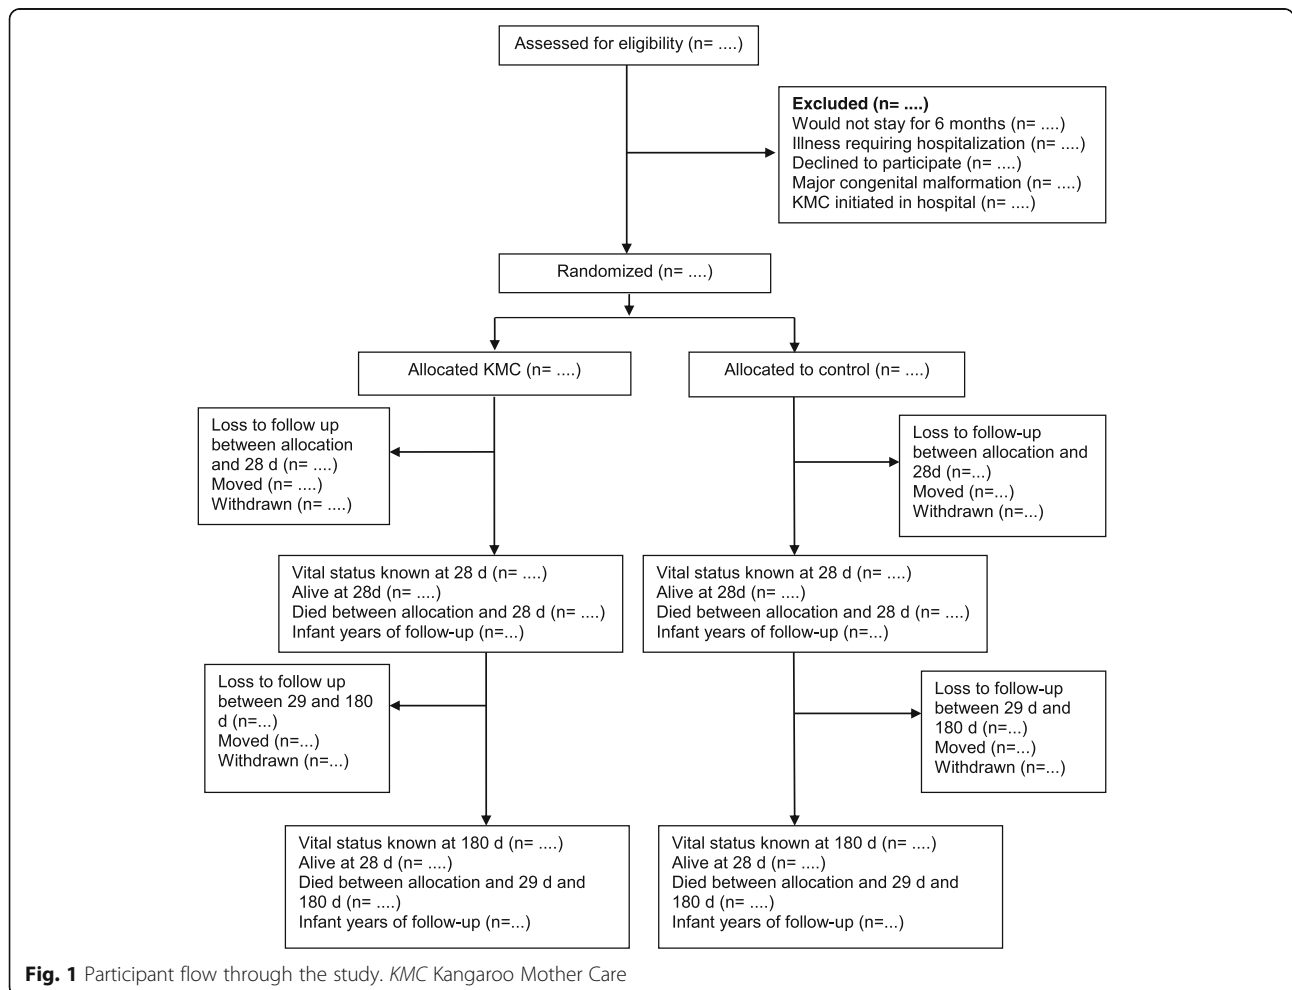 Assessed for eligibility (n= ....)
Excluded (n= ....)
Would not stay for 6 months (n= ....)
Illness requiring hospitalization (n= ....)
Declined to participate (n= ....)
Major congenital malformation (n= ....)
KMC initiated in hospital (n= ....)
Randomized (n= ....)
Allocated KMC (n= ....)
Allocated to control (n= ....)
Loss to follow up
between allocation
and 28 d (n= ....)
Moved (n= ....)
Withdrawn (n= ....)
Loss to follow-up
between allocation and
28d (n=...)
Moved (n=...)
Withdrawn (n=...)
Vital status known at 28 d (n= ....)
Alive at 28d (n= ....)
Died between allocation and 28 d (n= ....)
Infant years of follow-up (n=...)
Vital status known at 28 d (n= ....)
Alive at 28d (n= ....)
Died between allocation and 28 d (n= ....)
Infant years of follow-up (n=...)
Loss to follow up
between 29 and 180
d (n=...)
Moved (n=...)
Withdrawn (n=...)
Loss to follow-up
between 29 d and
180 d (n=...)
Moved (n=...)
Withdrawn (n=...)
Vital status known at 180 d (n= ....)
Alive at 28 d (n= ....)
Died between allocation and 29 d and
180 d (n= ....)
Infant years of follow-up (n=...)
Vital status known at 180 d (n= ....)
Alive at 28 d (n= ....)
Died between allocation and 29 d and
180 d (n= ....)
Infant years of follow-up (n=...)
Fig. 1 Participant flow through the study. KMC Kangaroo Mother Care